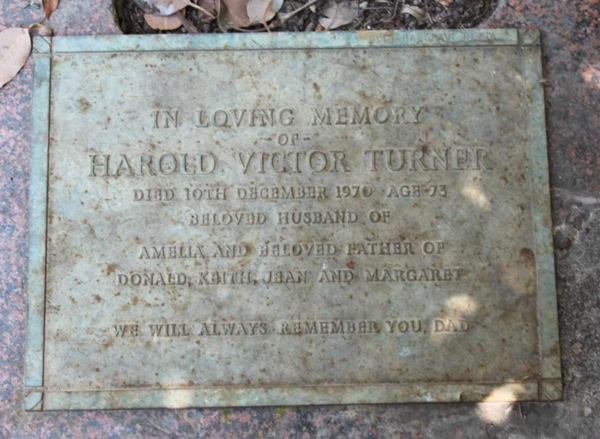 IN LOVING MEMORY
- OF -
HAROLD VICTOR TURNER
DIED 10TH DECEMBER 1970 AGE 73
BELOVED HUSBAND OF
AMELIA AND BELOVED FATHER OF
DONALD, KEITH, JEAN AND MARGARET
WE WILL ALWAYS REMEMBER YOU, DAD